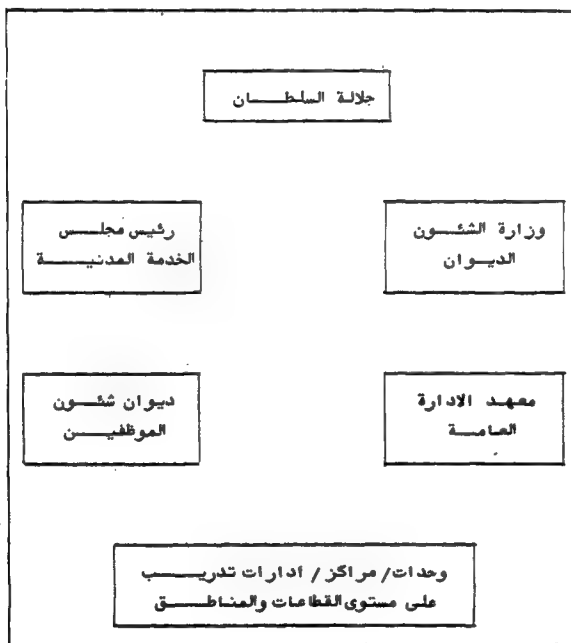 جلالة السلطان
وزارة الشئون
الديوان
رئيس مجلس
الخدمة المدنية
معهد الادارة
العامة
ديوان شئون
الموظفين
وحدات/ مراكز / ادارات تدريب
على مستوى القطاعات والمناطق